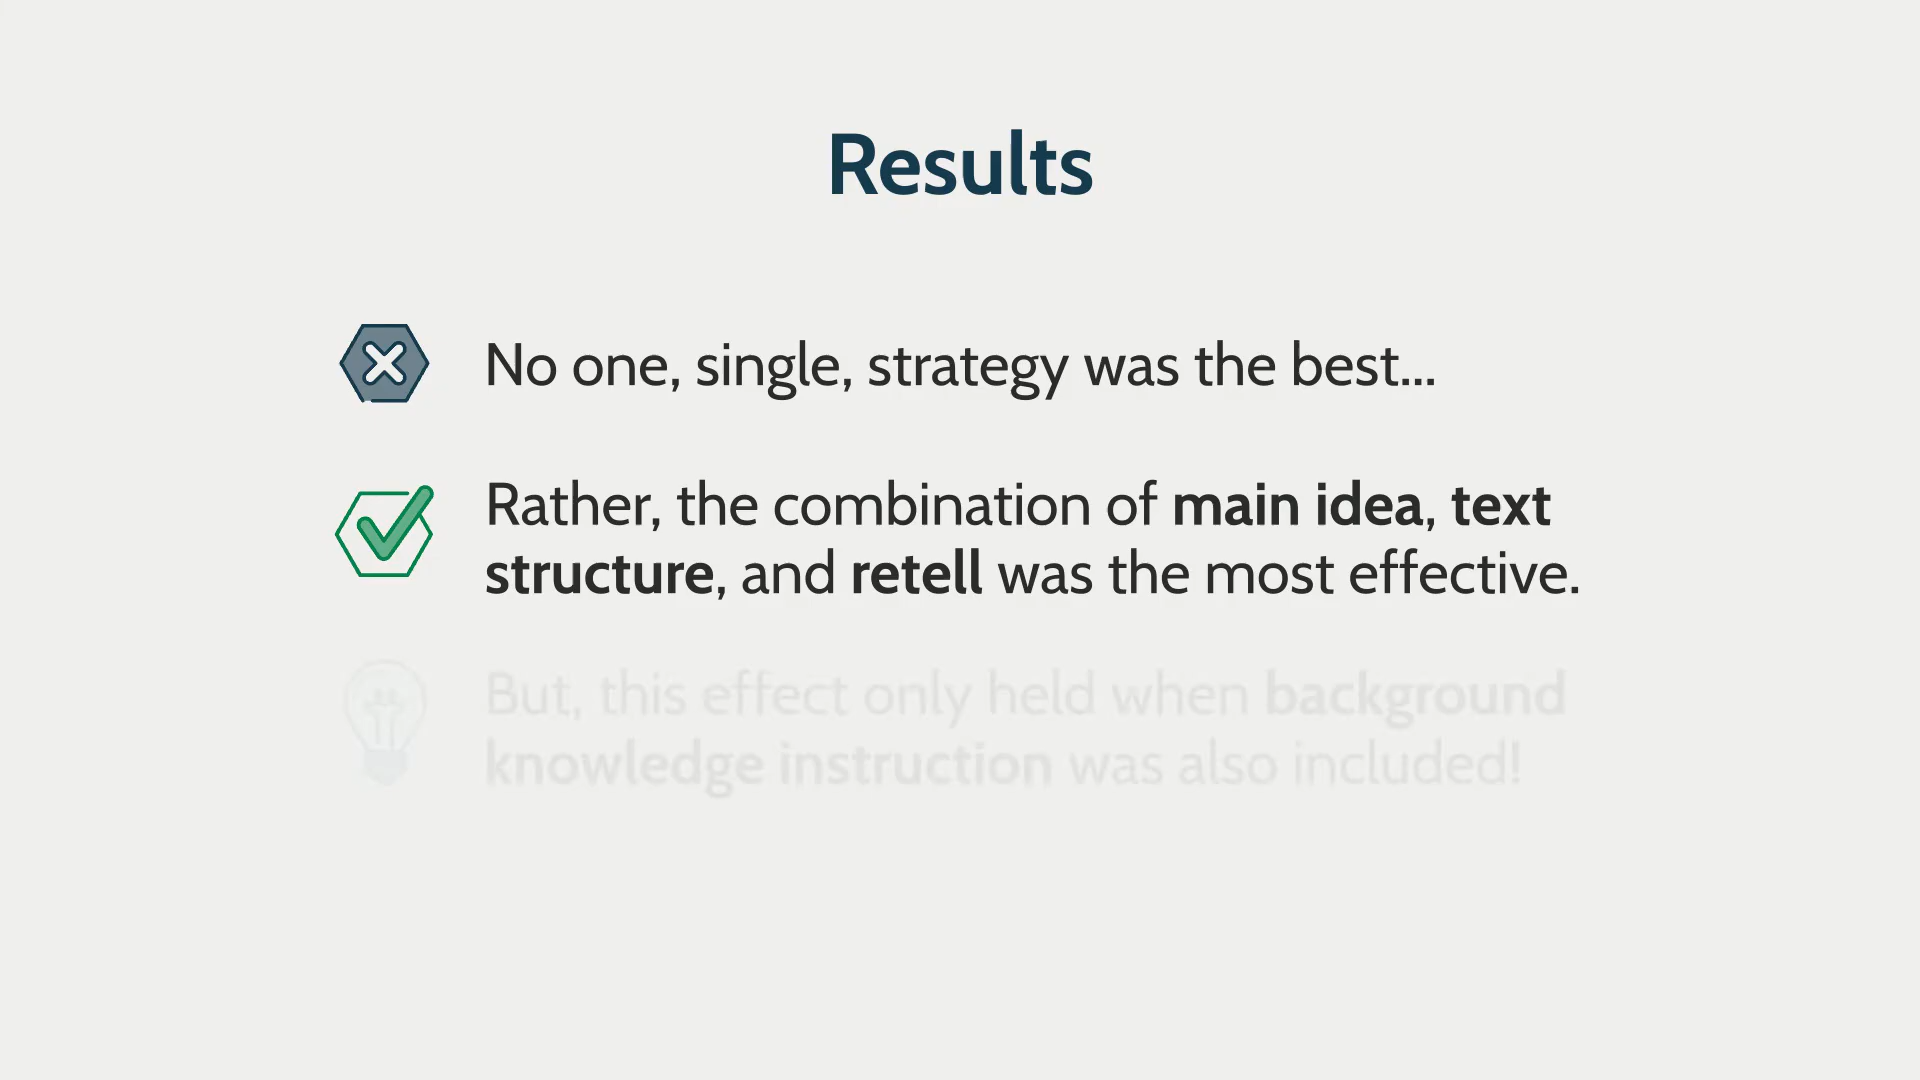 Results
No one, single, strategy was the best...
Rather, the combination of main idea, text
structure, and retell was the most effective.
But, this effect only held when background
knowledge instruction was also included!